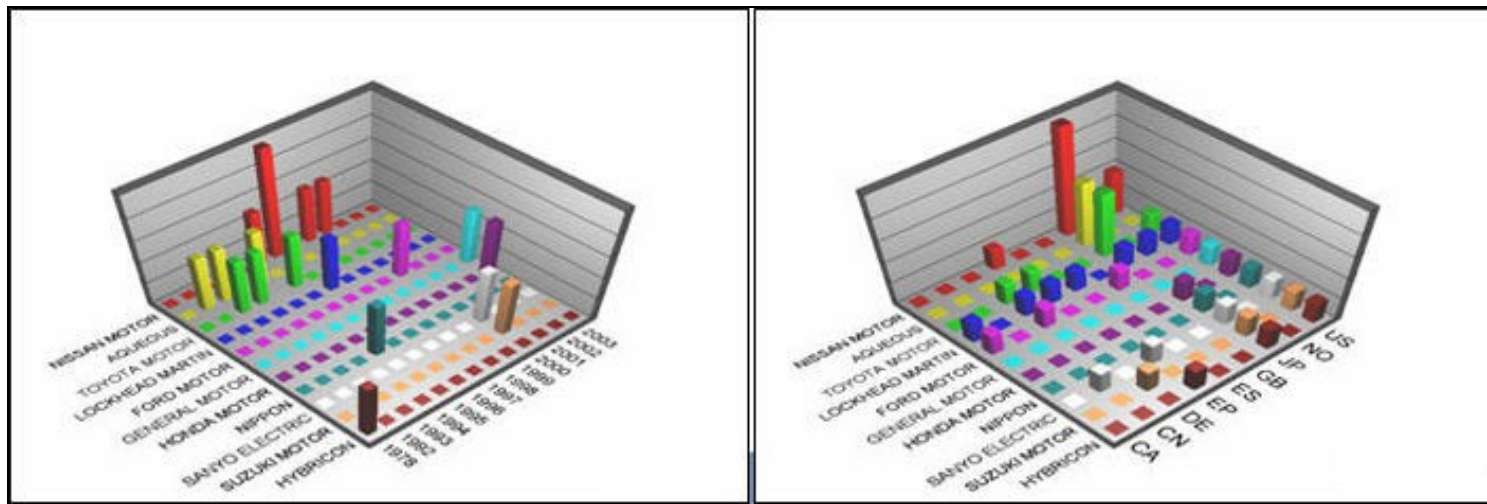 NISSAN MOTOR
AQUEOUS
TOYOTA MOTOR
LOCKHEAD MARTIN
FORD MOTOR
GENERAL MOTOR
HONDA MOTOR
NIPPON
SANYO ELECTRIC
SUZUKI MOTOR
HYBRICON
1978
1992
1993
1994
1995
1996
1997
1998
1999
2000
2001
2002
2003
NISSAN MOTOR
AQUEOUS
TOYOTA MOTOR
LOCKHEAD MARTIN
FORD MOTOR
GENERAL MOTOR
HONDA MOTOR
NIPPON
SANYO ELECTRIC
SUZUKI MOTOR
HYBRICON
CA
CN
DE
EP
ES
GB
JP
NO
US